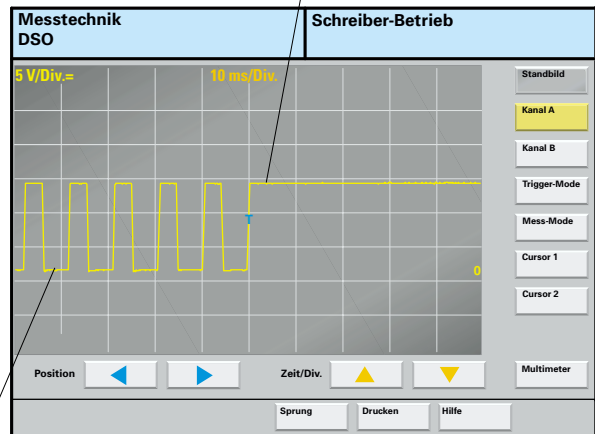 Messtechnik
DSO
Schreiber-Betrieb
5 V/Div.=
10 ms/Div.
Standbild
Kanal A
Kanal B
Trigger-Mode
Mess-Mode
Cursor 1
Cursor 2
T
0
Position
Zeit/Div.
Multimeter
Sprung
Drucken
Hilfe